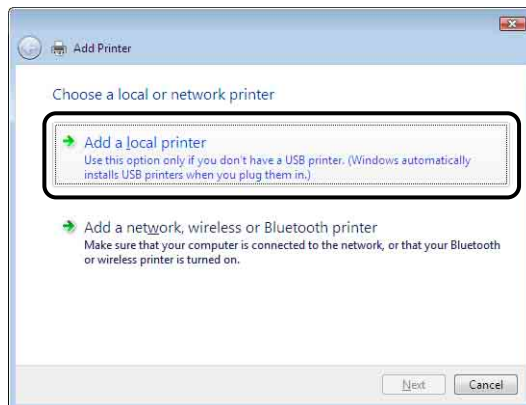 Add Printer
Choose a local or network printer
Add a local printer
Use this option only if you don't have a USB printer. (Windows automatically
installs USB printers when you plug them in.)
Add a network, wireless or Bluetooth printer
Make sure that your computer is connected to the network, or that your Bluetooth
or wireless printer is turned on.
Next Cancel